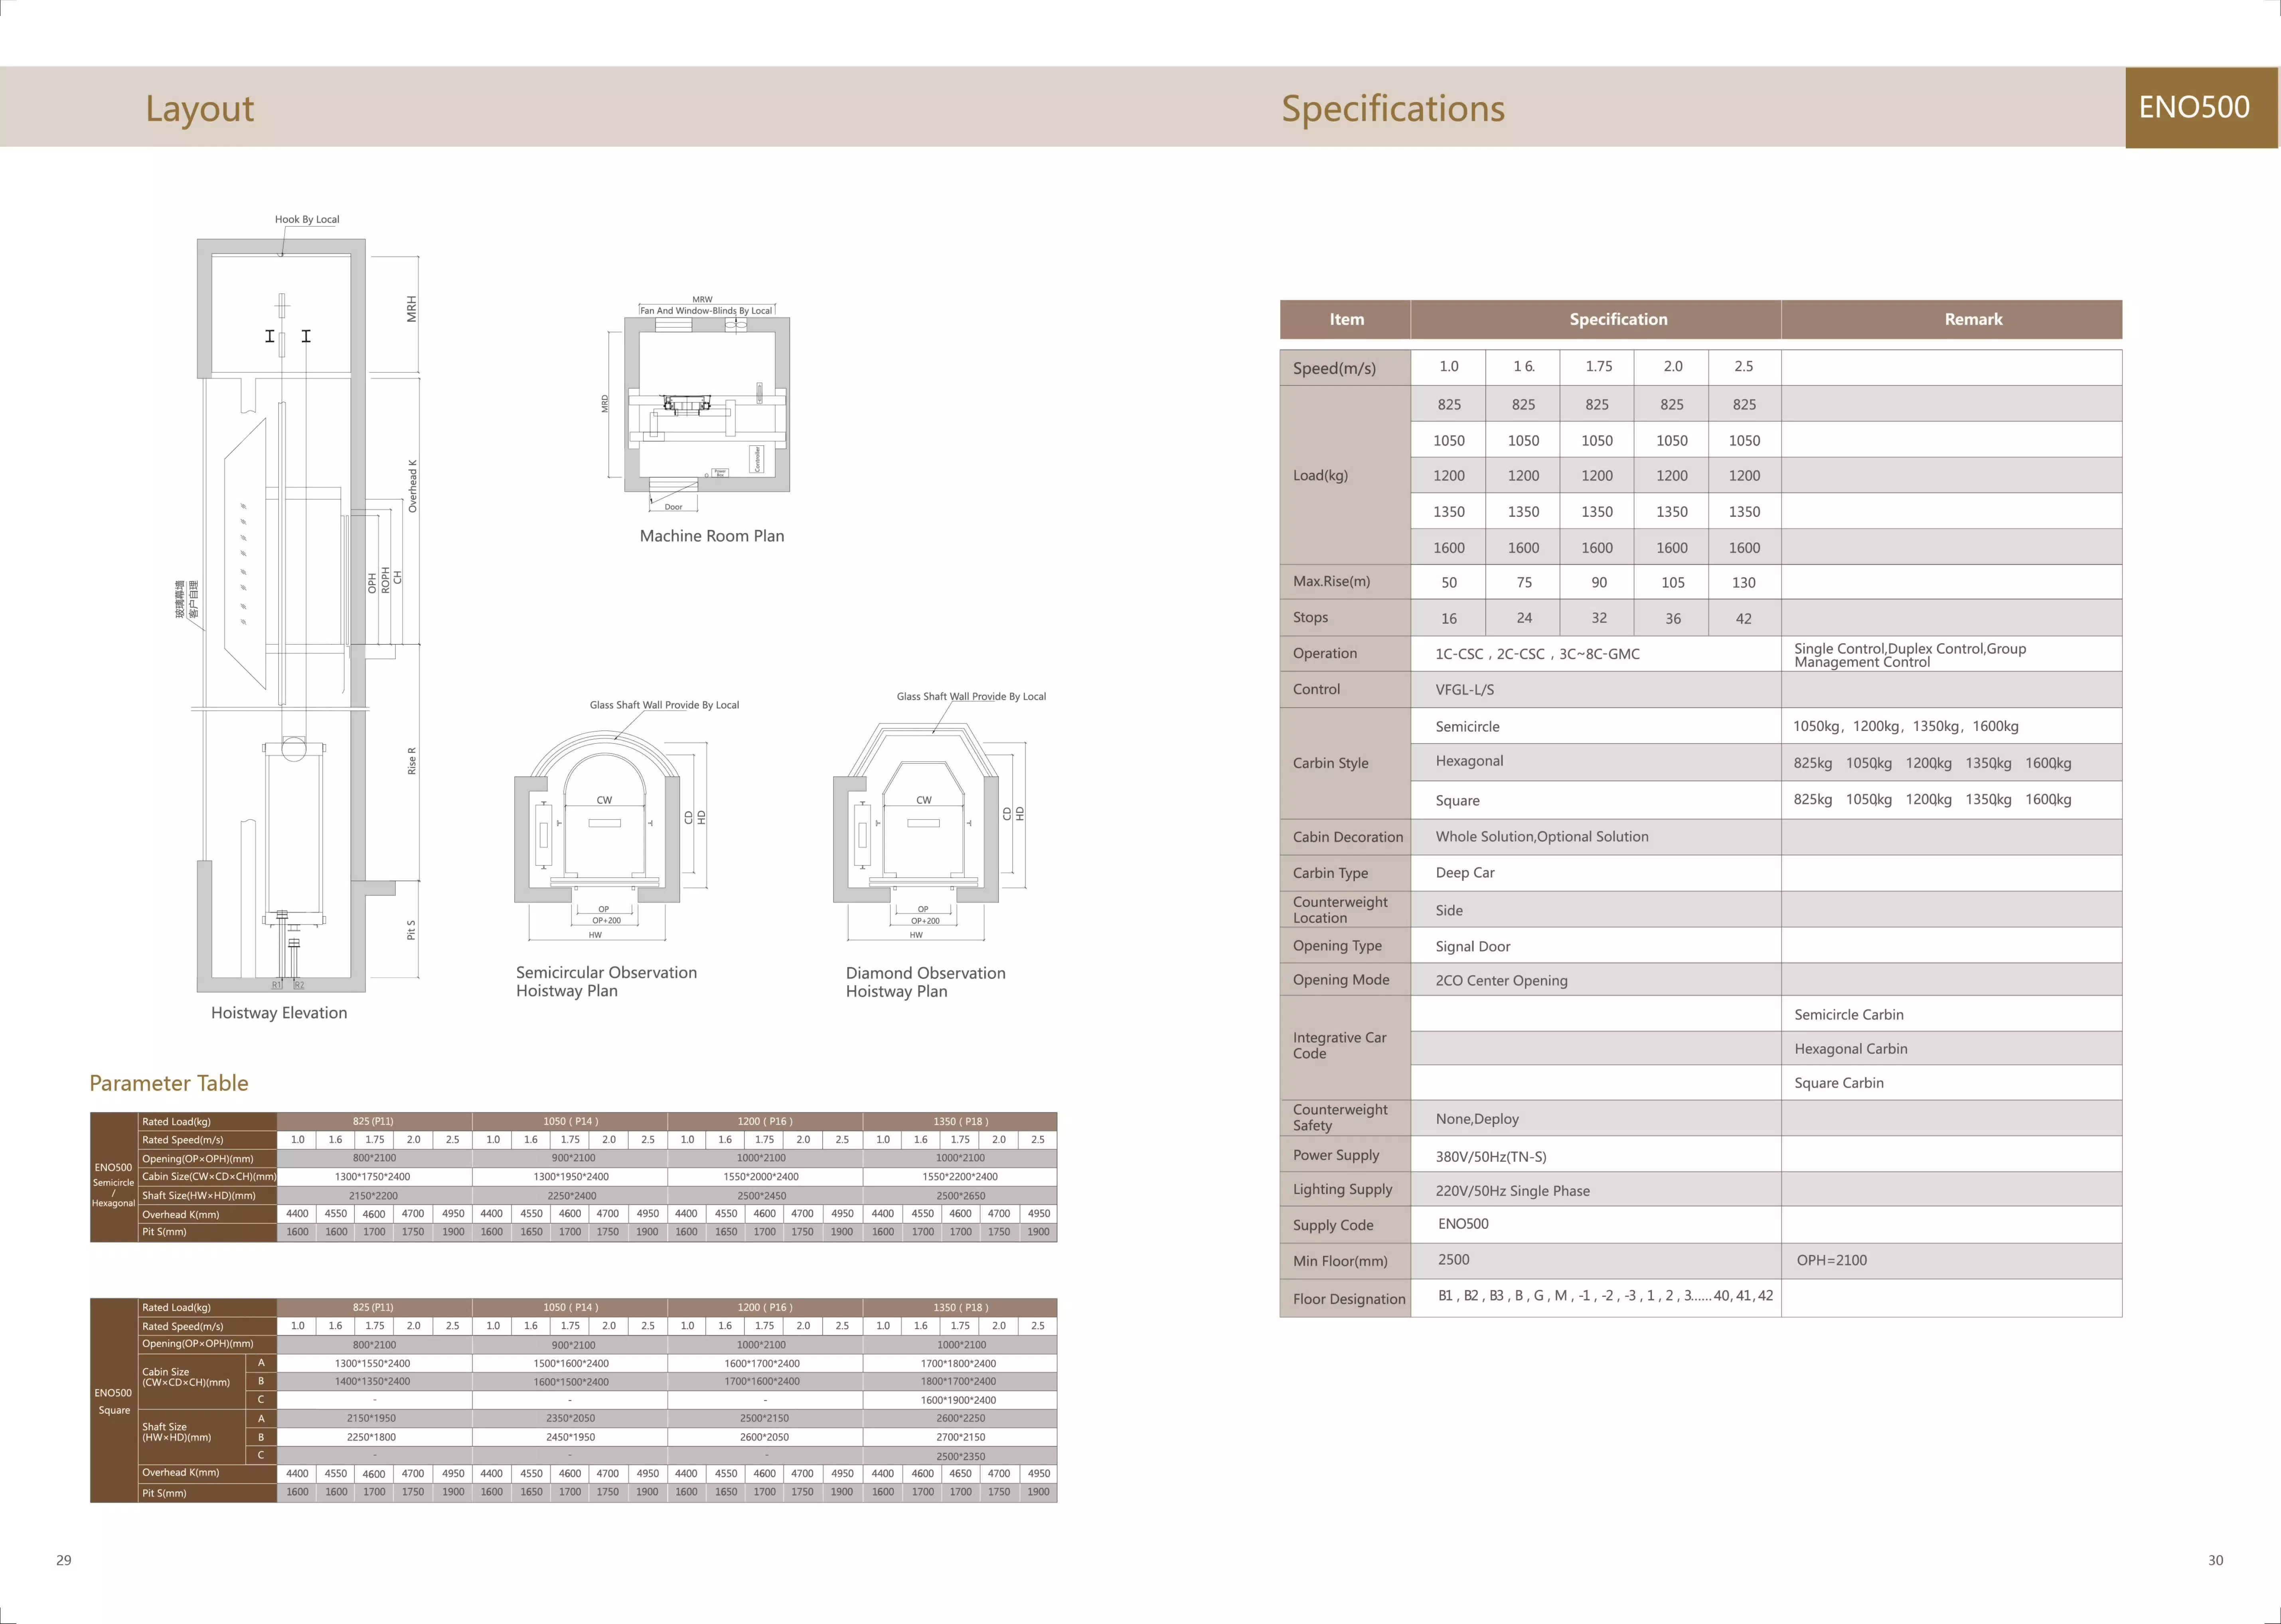 Layout
Specifications
ENO500
Hook By Local
MRH
Overhead K
OPH
ROPH
CH
玻璃幕墙
客户自理
Rise R
Pit S
R1 R2
Hoistway Elevation
MRW
Fan And Window-Blinds By Local
MRD
Controller
Power
Box
Door
Machine Room Plan
Glass Shaft Wall Provide By Local
CW
CD
HD
OP
OP+200
HW
Semicircular Observation
Hoistway Plan
Glass Shaft Wall Provide By Local
CW
CD
HD
OP
OP+200
HW
Diamond Observation
Hoistway Plan
Parameter Table
ENO500
Semicircle
/
Hexagonal
Rated Load(kg) 825 (P11) 1050 ( P14 ) 1200 ( P16 ) 1350 ( P18 )
Rated Speed(m/s) 1.0 1.6 1.75 2.0 2.5 1.0 1.6 1.75 2.0 2.5 1.0 1.6 1.75 2.0 2.5 1.0 1.6 1.75 2.0 2.5
Opening(OP×OPH)(mm) 800*2100 900*2100 1000*2100 1000*2100
Cabin Size(CW×CD×CH)(mm) 1300*1750*2400 1300*1950*2400 1550*2000*2400 1550*2200*2400
Shaft Size(HW×HD)(mm) 2150*2200 2250*2400 2500*2450 2500*2650
Overhead K(mm) 4400 4550 4600 4700 4950 4400 4550 4600 4700 4950 4400 4550 4600 4700 4950 4400 4550 4600 4700 4950
Pit S(mm) 1600 1600 1700 1750 1900 1600 1650 1700 1750 1900 1600 1650 1700 1750 1900 1600 1700 1700 1750 1900
ENO500
Square
Rated Load(kg) 825 (P11) 1050 ( P14 ) 1200 ( P16 ) 1350 ( P18 )
Rated Speed(m/s) 1.0 1.6 1.75 2.0 2.5 1.0 1.6 1.75 2.0 2.5 1.0 1.6 1.75 2.0 2.5 1.0 1.6 1.75 2.0 2.5
Opening(OP×OPH)(mm) 800*2100 900*2100 1000*2100 1000*2100
Cabin Size
(CW×CD×CH)(mm)
A 1300*1550*2400 1500*1600*2400 1600*1700*2400 1700*1800*2400
B 1400*1350*2400 1600*1500*2400 1700*1600*2400 1800*1700*2400
C - - - 1600*1900*2400
Shaft Size
(HW×HD)(mm)
A 2150*1950 2350*2050 2500*2150 2600*2250
B 2250*1800 2450*1950 2600*2050 2700*2150
C - - - 2500*2350
Overhead K(mm) 4400 4550 4600 4700 4950 4400 4550 4600 4700 4950 4400 4550 4600 4700 4950 4400 4600 4650 4700 4950
Pit S(mm) 1600 1600 1700 1750 1900 1600 1650 1700 1750 1900 1600 1650 1700 1750 1900 1600 1700 1700 1750 1900
29
Item Specification Remark
Speed(m/s) 1.0 1 6. 1.75 2.0 2.5
Load(kg)
825 825 825 825 825
1050 1050 1050 1050 1050
1200 1200 1200 1200 1200
1350 1350 1350 1350 1350
1600 1600 1600 1600 1600
Max.Rise(m) 50 75 90 105 130
Stops 16 24 32 36 42
Operation 1C-CSC , 2C-CSC , 3C~8C-GMC Single Control,Duplex Control,Group
Management Control
Control VFGL-L/S
Carbin Style
Semicircle 1050kg, 1200kg, 1350kg, 1600kg
Hexagonal 825kg 1050,kg 1200,kg 1350,kg 1600,kg
Square 825kg 1050,kg 1200,kg 1350,kg 1600,kg
Cabin Decoration Whole Solution,Optional Solution
Carbin Type Deep Car
Counterweight
Location
Side
Opening Type Signal Door
Opening Mode 2CO Center Opening
Integrative Car
Code
Semicircle Carbin
Hexagonal Carbin
Square Carbin
Counterweight
Safety
None,Deploy
Power Supply 380V/50Hz(TN-S)
Lighting Supply 220V/50Hz Single Phase
Supply Code ENO500
Min Floor(mm) 2500 OPH=2100
Floor Designation B1 , B2 , B3 , B , G , M , -1 , -2 , -3 , 1 , 2 , 3......40, 41, 42
30